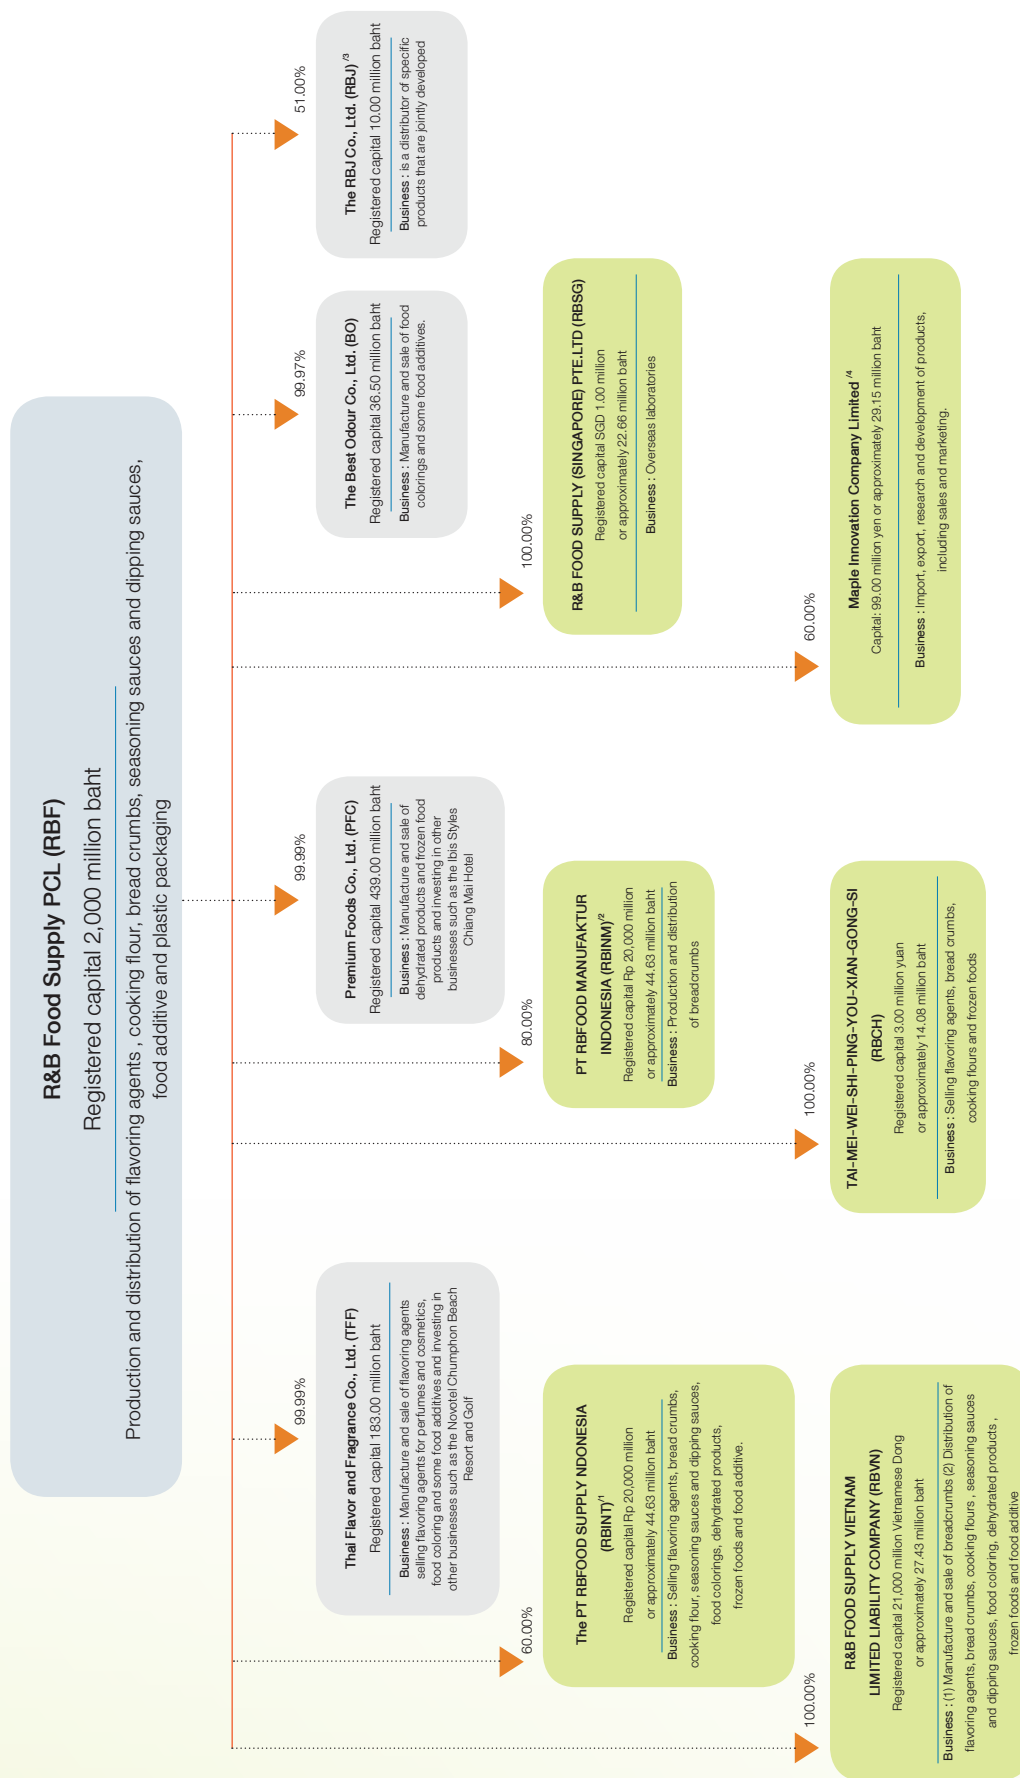 R&B Food Supply PCL (RBF)
Registered capital 2,000 million baht
Production and distribution of flavoring agents , cooking flour, bread crumbs, seasoning sauces and dipping sauces,
food additive and plastic packaging
99.99%
99.99%
99.97%
51.00%
Thai Flavor and Fragrance Co., Ltd. (TFF)
Registered capital 183.00 million baht
Business : Manufacture and sale of flavoring agents
selling flavoring agents for perfumes and cosmetics,
food coloring and some food additives and investing in
other businesses such as the Novotel Chumphon Beach
Resort and Golf
Premium Foods Co., Ltd. (PFC)
Registered capital 439.00 million baht
Business : Manufacture and sale of
dehydrated products and frozen food
products and investing in other
businesses such as the Ibis Styles
Chiang Mai Hotel
The Best Odour Co., Ltd. (BO)
Registered capital 36.50 million baht
Business : Manufacture and sale of food
colorings and some food additives.
The RBJ Co., Ltd. (RBJ) /3
Registered capital 10.00 million baht
Business : is a distributor of specific
products that are jointly developed
60.00%
80.00%
100.00%
The PT RBFOOD SUPPLY NDONESIA
(RBINT)/1
Registered capital Rp 20,000 million
or approximately 44.63 million baht
Business : Selling flavoring agents, bread crumbs,
cooking flour, seasoning sauces and dipping sauces,
food colorings, dehydrated products,
frozen foods and food additive.
PT RBFOOD MANUFAKTUR
INDONESIA (RBINM)/2
Registered capital Rp 20,000 million
or approximately 44.63 million baht
Business : Production and distribution
of breadcrumbs
R&B FOOD SUPPLY (SINGAPORE) PTE.LTD (RBSG)
Registered capital SGD 1.00 million
or approximately 22.66 million baht
Business : Overseas laboratories
100.00%
100.00%
60.00%
R&B FOOD SUPPLY VIETNAM
LIMITED LIABILITY COMPANY (RBVN)
Registered capital 21,000 million Vietnamese Dong
or approximately 27.43 million baht
Business : (1) Manufacture and sale of breadcrumbs (2) Distribution of
flavoring agents, bread crumbs, cooking flours , seasoning sauces
and dipping sauces, food coloring, dehydrated products ,
frozen foods and food additive
TAI-MEI-WEI-SHI-PING-YOU-XIAN-GONG-SI
(RBCH)
Registered capital 3.00 million yuan
or approximately 14.08 million baht
Business : Selling flavoring agents, bread crumbs,
cooking flours and frozen foods
Maple Innovation Company Limited /4
Capital: 99.00 million yen or approximately 29.15 million baht
Business : Import, export, research and development of products,
including sales and marketing.